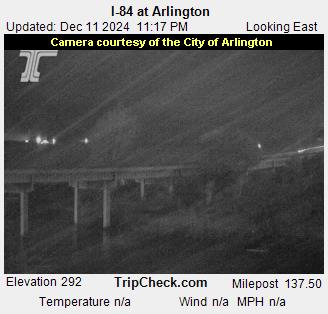 I-84 at Arlington
Updated: Dec 11 2024 11:17 PM Looking East
Camera courtesy of the City of Arlington
Elevation 292 TripCheck.com Milepost 137.50
Temperature n/a Wind n/a MPH n/a